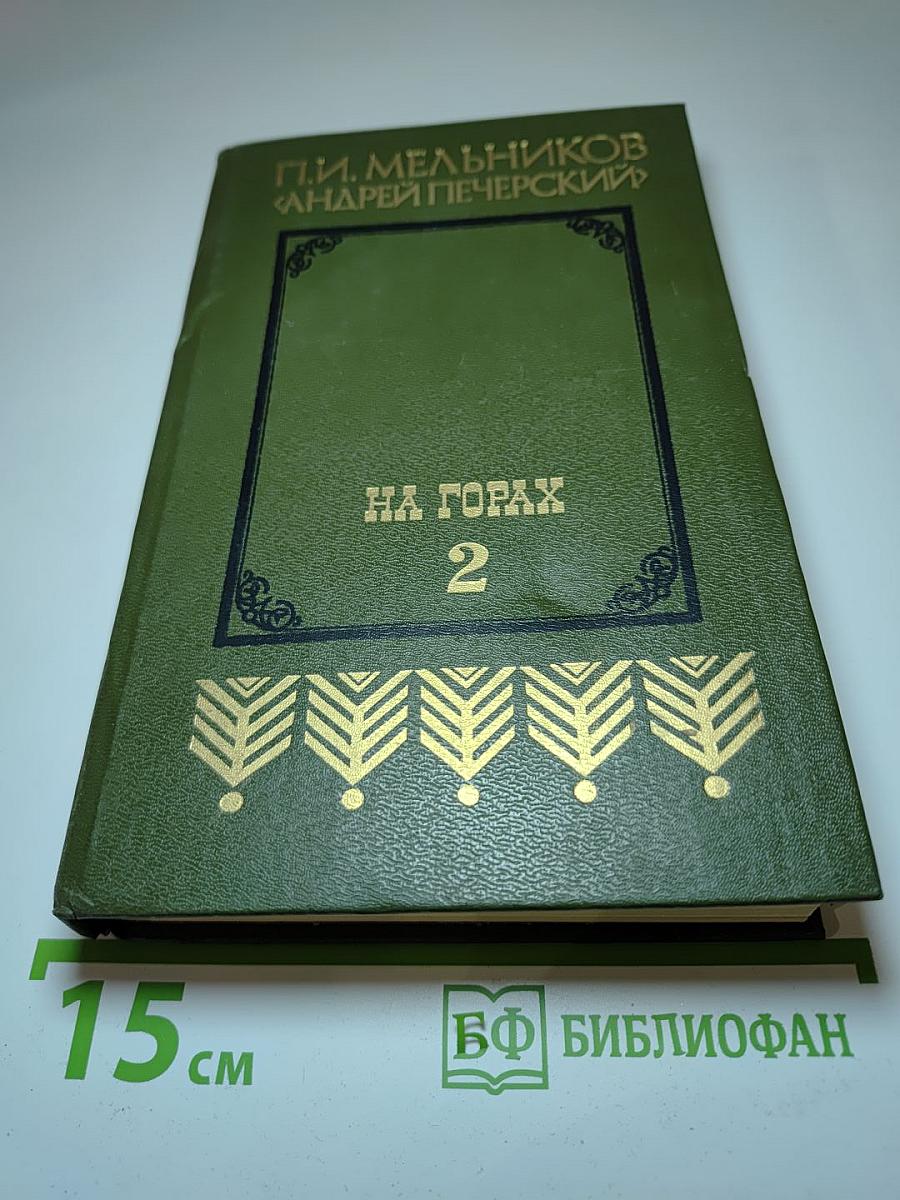 П.И. МЕЛЬНИКОВ
‹АНДРЕЙ ПЕЧЕРСКИЙ›
НА ГОРАХ
2
15 см
БФ БИБЛИОФАН